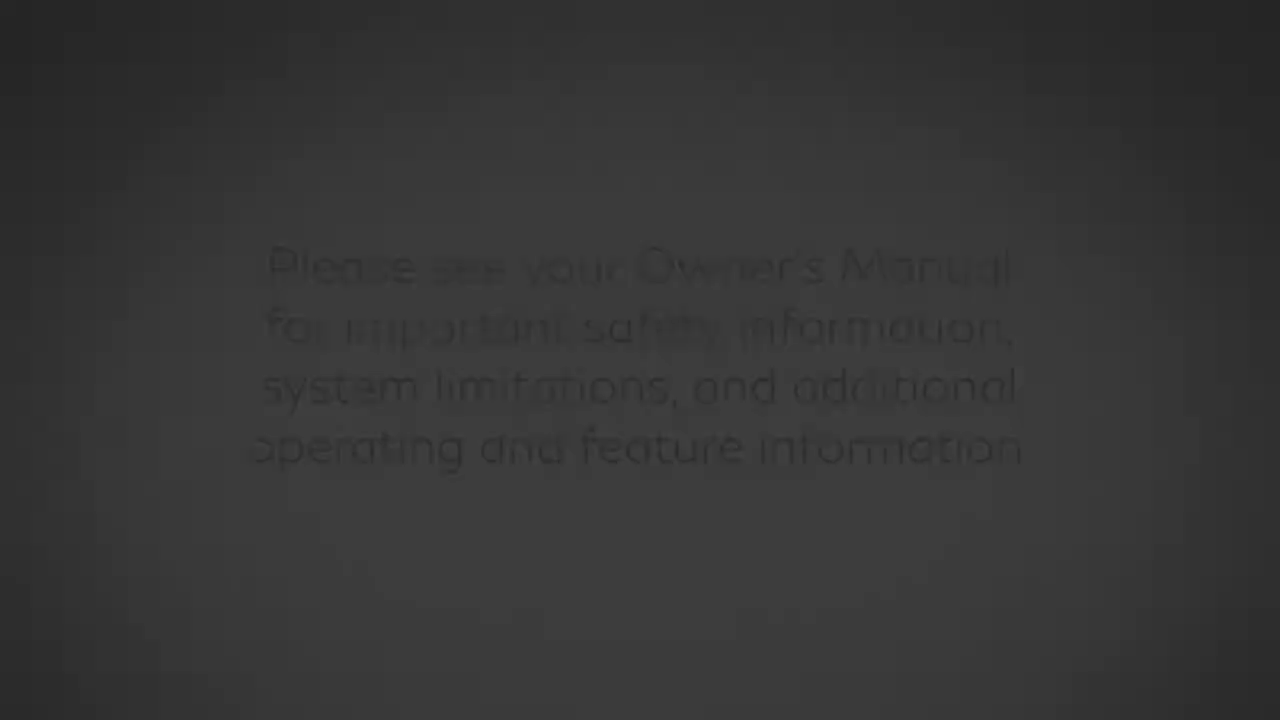 Please see your Owner's Manual
for important safety information,
system limitations, and additional
operating and feature information